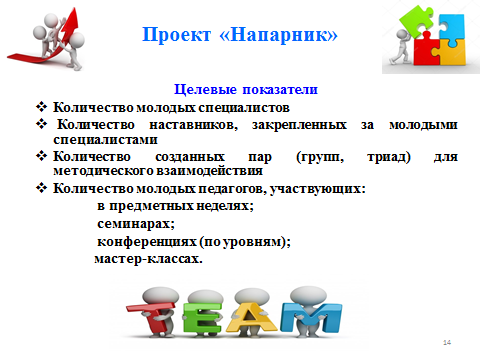 Проект «Напарник»
Целевые показатели
❖ Количество молодых специалистов
❖ Количество наставников, закрепленных за молодыми
специалистами
❖ Количество созданных пар (групп, триад) для
методического взаимодействия
❖ Количество молодых педагогов, участвующих:
в предметных неделях;
семинарах;
конференциях (по уровням);
мастер-классах.
TEAM
14